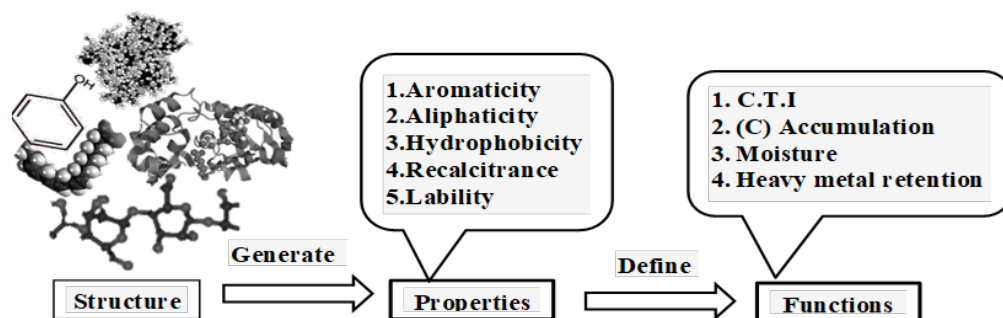 OH
1.Aromaticity
2.Aliphaticity
3.Hydrophobicity
4.Recalcitrance
5.Lability
1. C.T.I
2. (C) Accumulation
3. Moisture
4. Heavy metal retention
Generate
Define
Structure
Properties
Functions